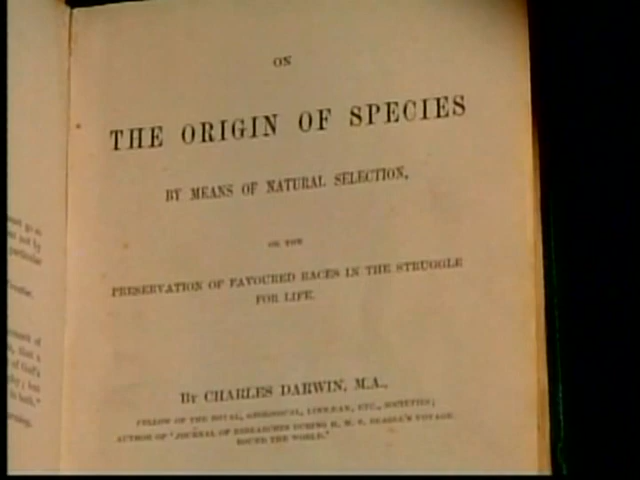 ON
THE ORIGIN OF SPECIES
BY MEANS OF NATURAL SELECTION,
OR THE
PRESERVATION OF FAVOURED RACES IN THE STRUGGLE
FOR LIFE.
BY CHARLES DARWIN, M.A.,
FELLOW OF THE ROYAL, GEOLOGICAL, LINNÆAN, ETC., SOCIETIES;
AUTHOR OF "JOURNAL OF RESEARCHES DURING H. M. S. BEAGLE'S VOYAGE
ROUND THE WORLD."